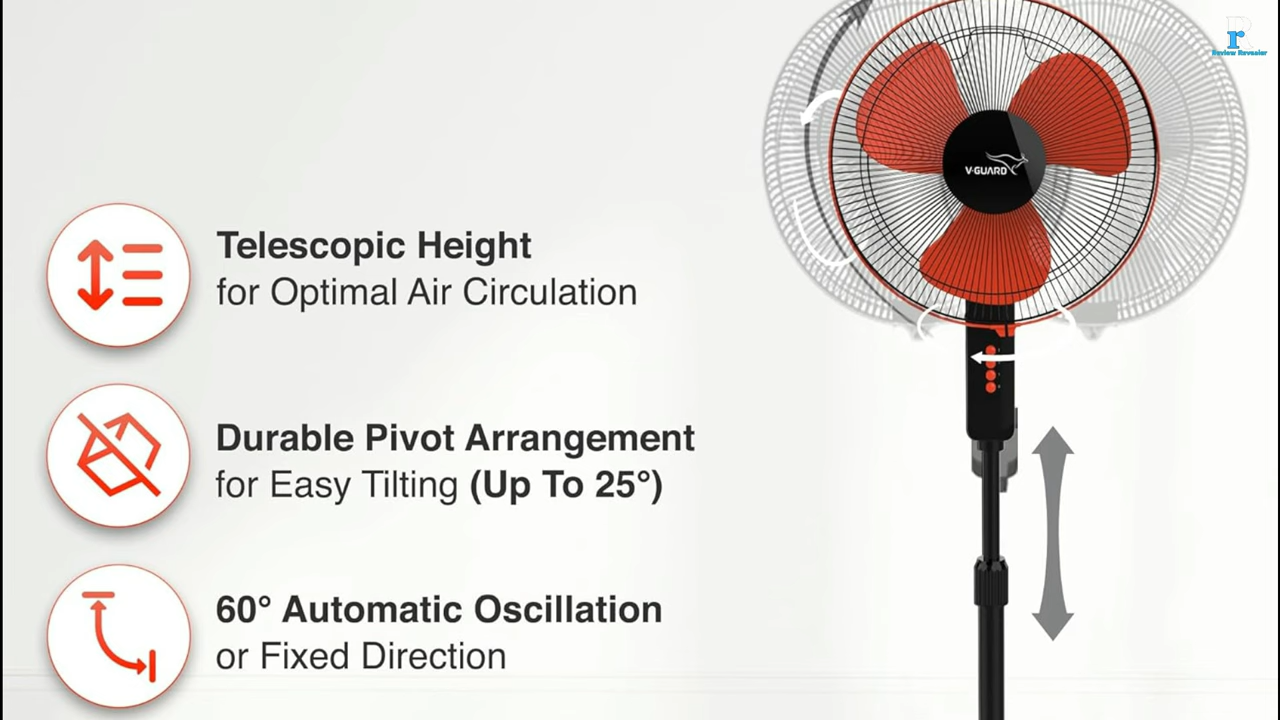 Review Revealer
Telescopic Height
for Optimal Air Circulation
Durable Pivot Arrangement
for Easy Tilting (Up To 25°)
60° Automatic Oscillation
or Fixed Direction
V-GUARD